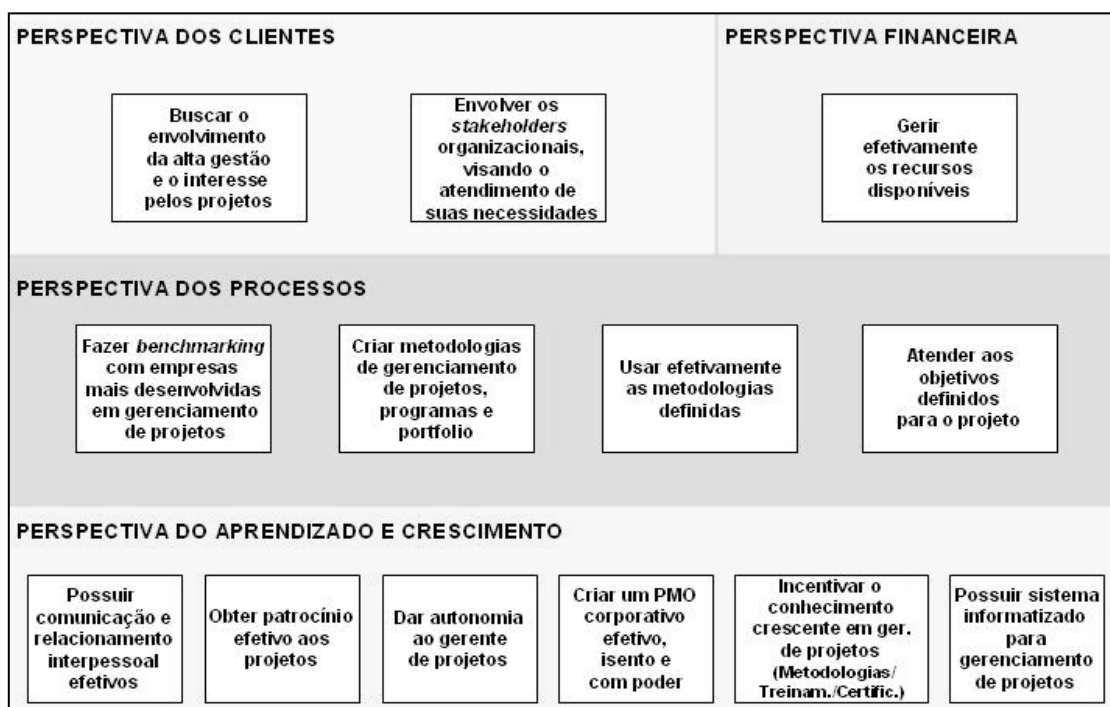 PERSPECTIVA DOS CLIENTES
Buscar o
envolvimento
da alta gestão
e o interesse
pelos projetos
Envolver os
stakeholders
organizacionais,
visando o
atendimento de
suas necessidades
PERSPECTIVA FINANCEIRA
Gerir
efetivamente
os recursos
disponíveis
PERSPECTIVA DOS PROCESSOS
Fazer benchmarking
com empresas
mais desenvolvidas
em gerenciamento
de projetos
Criar metodologias
de gerenciamento
de projetos,
programas e
portfolio
Usar efetivamente
as metodologias
definidas
Atender aos
objetivos
definidos
para o projeto
PERSPECTIVA DO APRENDIZADO E CRESCIMENTO
Possuir
comunicação e
relacionamento
interpessoal
efetivos
Obter patrocínio
efetivo aos
projetos
Dar autonomia
ao gerente
de projetos
Criar um PMO
corporativo
efetivo,
isento e
com poder
Incentivar o
conhecimento
crescente em ger.
de projetos
(Metodologias/
Treinam./Certific.)
Possuir sistema
informatizado
para
gerenciamento
de projetos